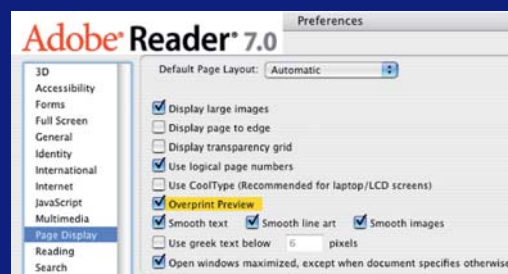 Preferences
Adobe® Reader® 7.0
3D
Accessibility
Forms
Full Screen
General
Identity
International
Internet
JavaScript
Multimedia
Page Display
Reading
Search
Default Page Layout: Automatic
Display large images
Display page to edge
Display transparency grid
Use logical page numbers
Use CoolType (Recommended for laptop/LCD screens)
Overprint Preview
Smooth text Smooth line art Smooth images
Use greek text below 6 pixels
Open windows maximized, except when document specifies otherwise